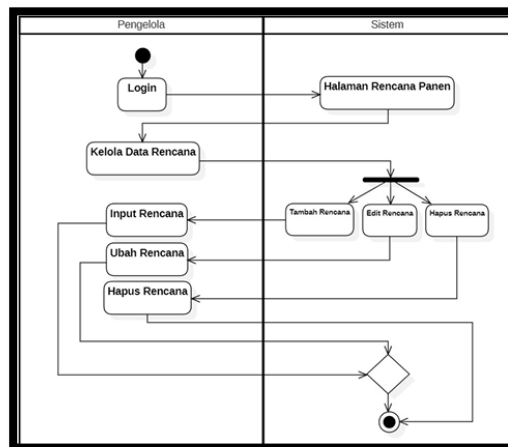 Pengelola
Sistem
Login
Halaman Rencana Panen
Kelola Data Rencana
Input Rencana
Tambah Rencana
Edit Rencana
Hapus Rencana
Ubah Rencana
Hapus Rencana